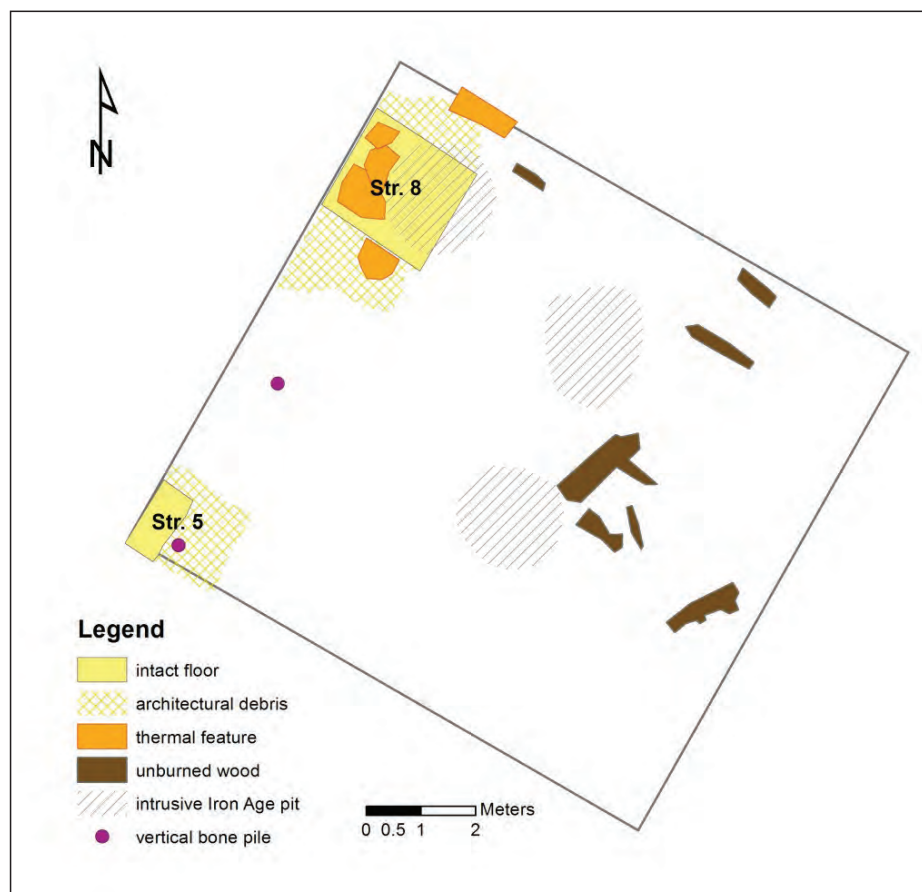 N
Str. 8
Str. 5
Legend
intact floor
architectural debris
thermal feature
unburned wood
intrusive Iron Age pit
vertical bone pile
Meters
0 0.5 1 2